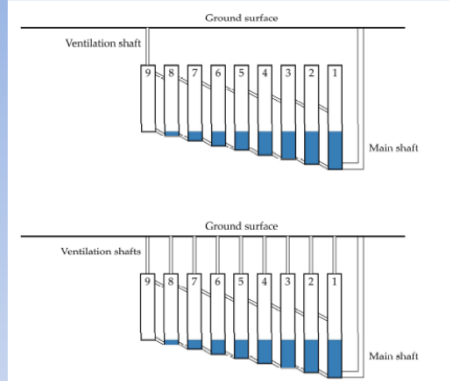 Ground surface
Ventilation shaft
9 8 7 6 5 4 3 2 1
Main shaft
Ground surface
Ventilation shafts
9 8 7 6 5 4 3 2 1
Main shaft